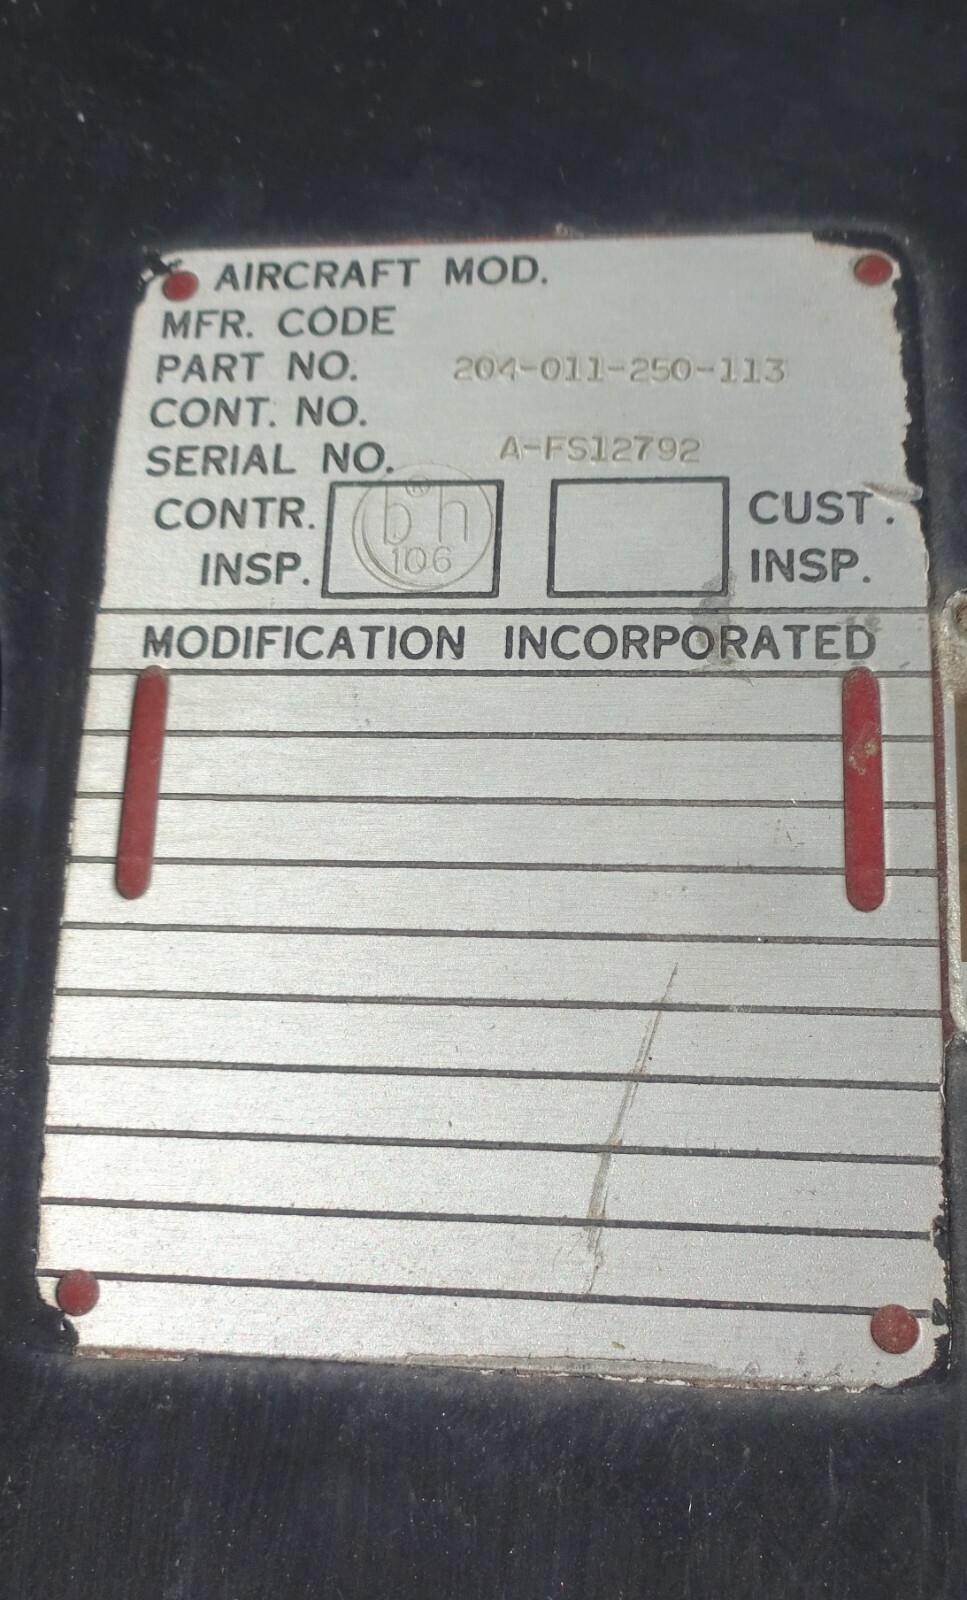 AIRCRAFT MOD.
MFR. CODE
PART NO. 204-011-250-113
CONT. NO.
SERIAL NO. A-FS12792
CONTR. INSP.
® bh
106
CUST. INSP.
MODIFICATION INCORPORATED